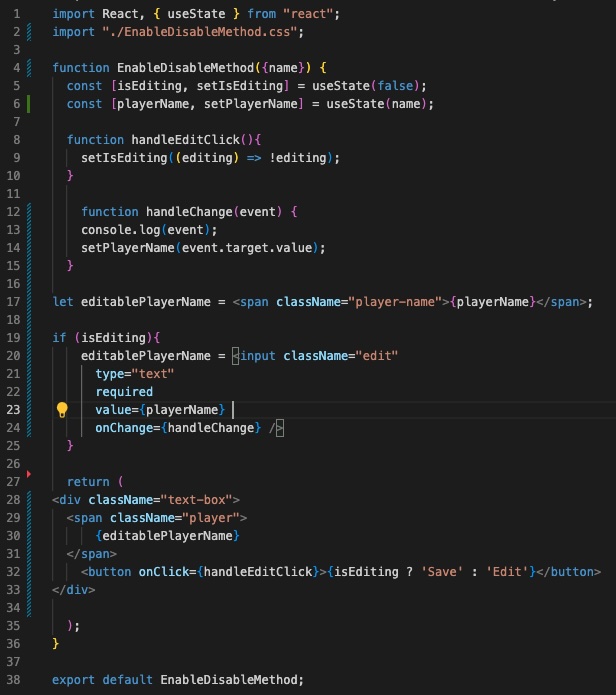 1 import React, { useState } from "react";
2 import "./EnableDisableMethod.css";
3
4 function EnableDisableMethod({name}) {
5 const [isEditing, setIsEditing] = useState(false);
6 const [playerName, setPlayerName] = useState(name);
7
8 function handleEditClick(){
9 setIsEditing((editing) => !editing);
10 }
11
12 function handleChange(event) {
13 console.log(event);
14 setPlayerName(event.target.value);
15 }
16
17 let editablePlayerName = <span className="player-name">{playerName}</span>;
18
19 if (isEditing){
20 editablePlayerName = <input className="edit"
21 type="text"
22 required
23 value={playerName}
24 onChange={handleChange} />
25 }
26
27 return (
28 <div className="text-box">
29 <span className="player">
30 {editablePlayerName}
31 </span>
32 <button onClick={handleEditClick}>{isEditing ? 'Save' : 'Edit'}</button>
33 </div>
34
35 );
36 }
37
38 export default EnableDisableMethod;